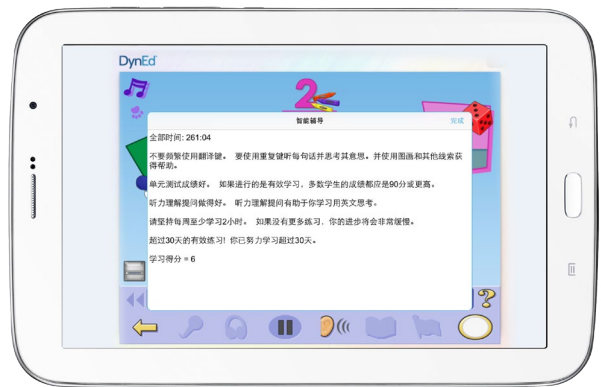 DynEd
2
智能辅导
完成
全部时间: 261:04
不要频繁使用翻译键。 要使用重复键听每句话并思考其意思。并使用图画和其他线索获
得帮助。
单元测试成绩好。 如果进行的是有效学习，多数学生的成绩都应是90分或更高。
听力理解提问做得好。 听力理解提问有助于你学习用英文思考。
请坚持每周至少学习2小时。 如果没有更多练习，你的进步将会非常缓慢。
超过30天的有效练习! 你已努力学习超过30天。
学习得分 = 6
?